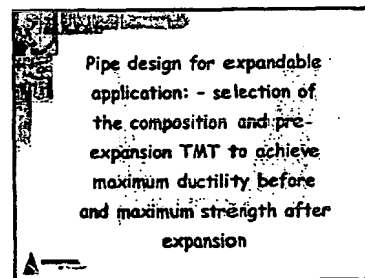 Pipe design for expandable
application: - selection of
the composition and pre-
expansion TMT to achieve
maximum ductility before
and maximum strength after
expansion